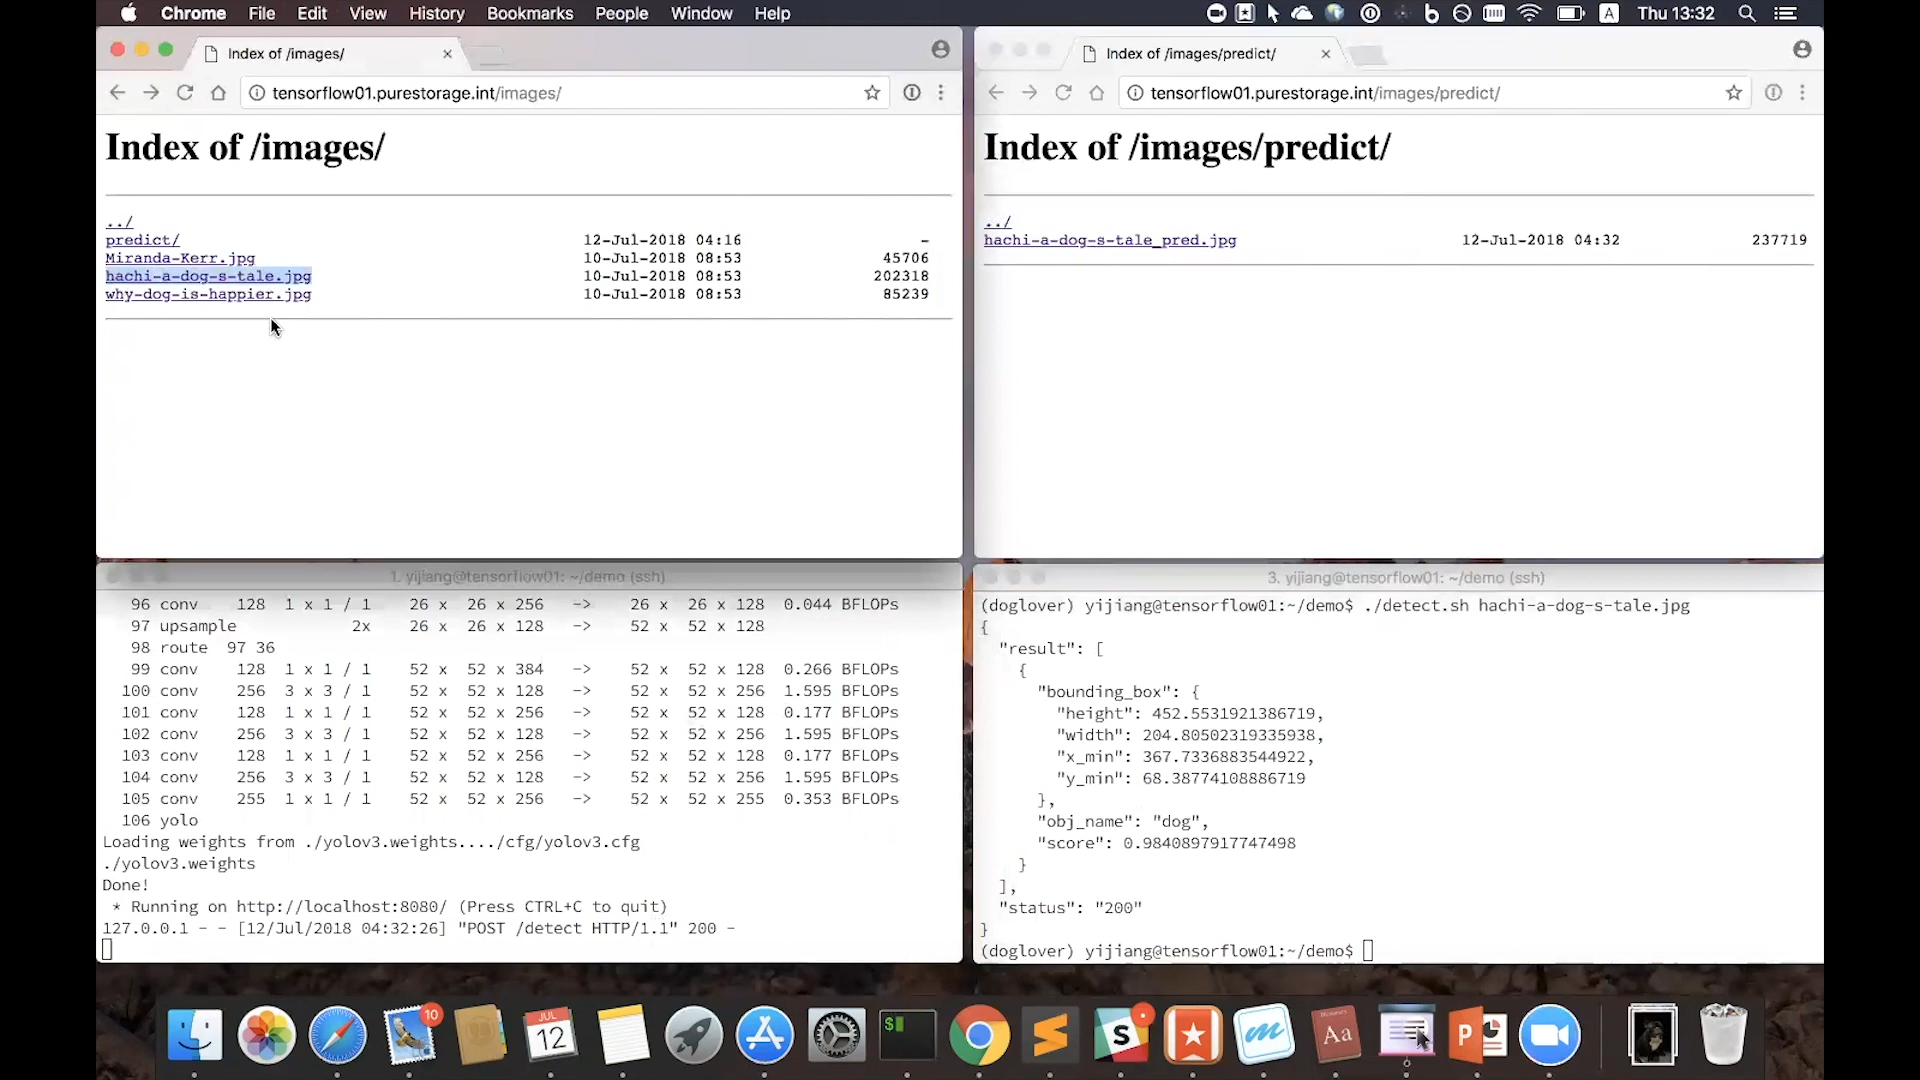 Chrome File Edit View History Bookmarks People Window Help Thu 13:32
Index of /images/
tensorflow01.purestorage.int/images/
Index of /images/
../
predict/ 12-Jul-2018 04:16 -
Miranda-Kerr.jpg 10-Jul-2018 08:53 45706
hachi-a-dog-s-tale.jpg 10-Jul-2018 08:53 202318
why-dog-is-happier.jpg 10-Jul-2018 08:53 85239
Index of /images/predict/
tensorflow01.purestorage.int/images/predict/
Index of /images/predict/
../
hachi-a-dog-s-tale_pred.jpg 12-Jul-2018 04:32 237719
1. yijiang@tensorflow01: ~/demo (ssh)
96 conv 128 1 x 1 / 1 26 x 26 x 256 -> 26 x 26 x 128 0.044 BFLOPs
97 upsample 2x 26 x 26 x 128 -> 52 x 52 x 128
98 route 97 36
99 conv 128 1 x 1 / 1 52 x 52 x 384 -> 52 x 52 x 128 0.266 BFLOPs
100 conv 256 3 x 3 / 1 52 x 52 x 128 -> 52 x 52 x 256 1.595 BFLOPs
101 conv 128 1 x 1 / 1 52 x 52 x 256 -> 52 x 52 x 128 0.177 BFLOPs
102 conv 256 3 x 3 / 1 52 x 52 x 128 -> 52 x 52 x 256 1.595 BFLOPs
103 conv 128 1 x 1 / 1 52 x 52 x 256 -> 52 x 52 x 128 0.177 BFLOPs
104 conv 256 3 x 3 / 1 52 x 52 x 128 -> 52 x 52 x 256 1.595 BFLOPs
105 conv 255 1 x 1 / 1 52 x 52 x 256 -> 52 x 52 x 255 0.353 BFLOPs
106 yolo
Loading weights from ./yolov3.weights..../cfg/yolov3.cfg
./yolov3.weights
Done!
* Running on http://localhost:8080/ (Press CTRL+C to quit)
127.0.0.1 - - [12/Jul/2018 04:32:26] "POST /detect HTTP/1.1" 200 -
3. yijiang@tensorflow01: ~/demo (ssh)
(doglover) yijiang@tensorflow01:~/demo$ ./detect.sh hachi-a-dog-s-tale.jpg
{
"result": [
{
"bounding_box": {
"height": 452.5531921386719,
"width": 204.80502319335938,
"x_min": 367.7336883544922,
"y_min": 68.38774108886719
},
"obj_name": "dog",
"score": 0.9840897917747498
}
],
"status": "200"
}
(doglover) yijiang@tensorflow01:~/demo$
10
JUL
12
$
S
m
Aa
P